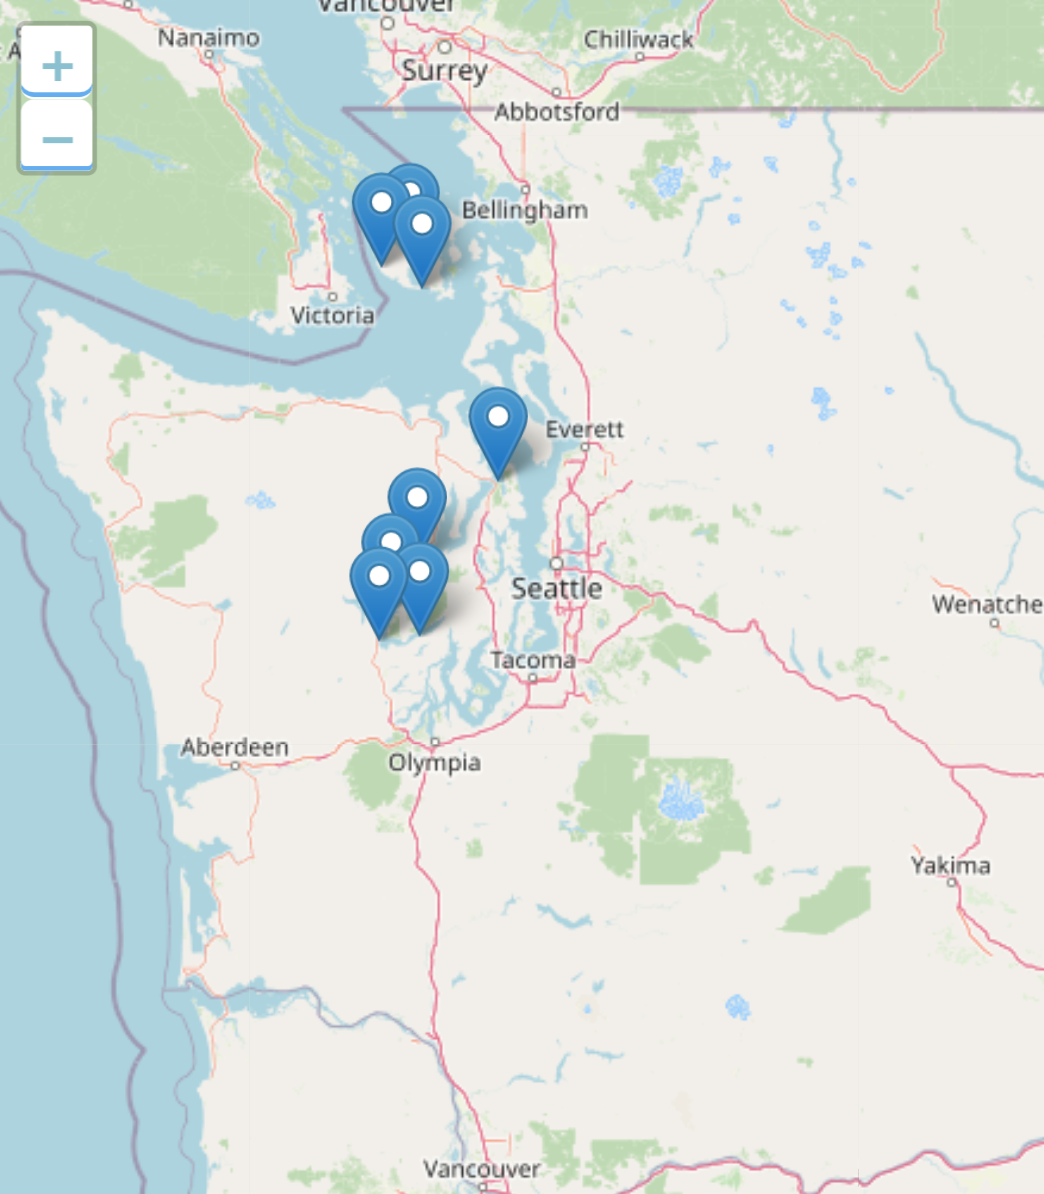 Vancouver
Nanaimo
Chilliwack
A
+
Surrey
Abbotsford
−
Bellingham
Victoria
Everett
Seattle
Wenatche
Tacoma
Aberdeen
Olympia
Yakima
Vancouver